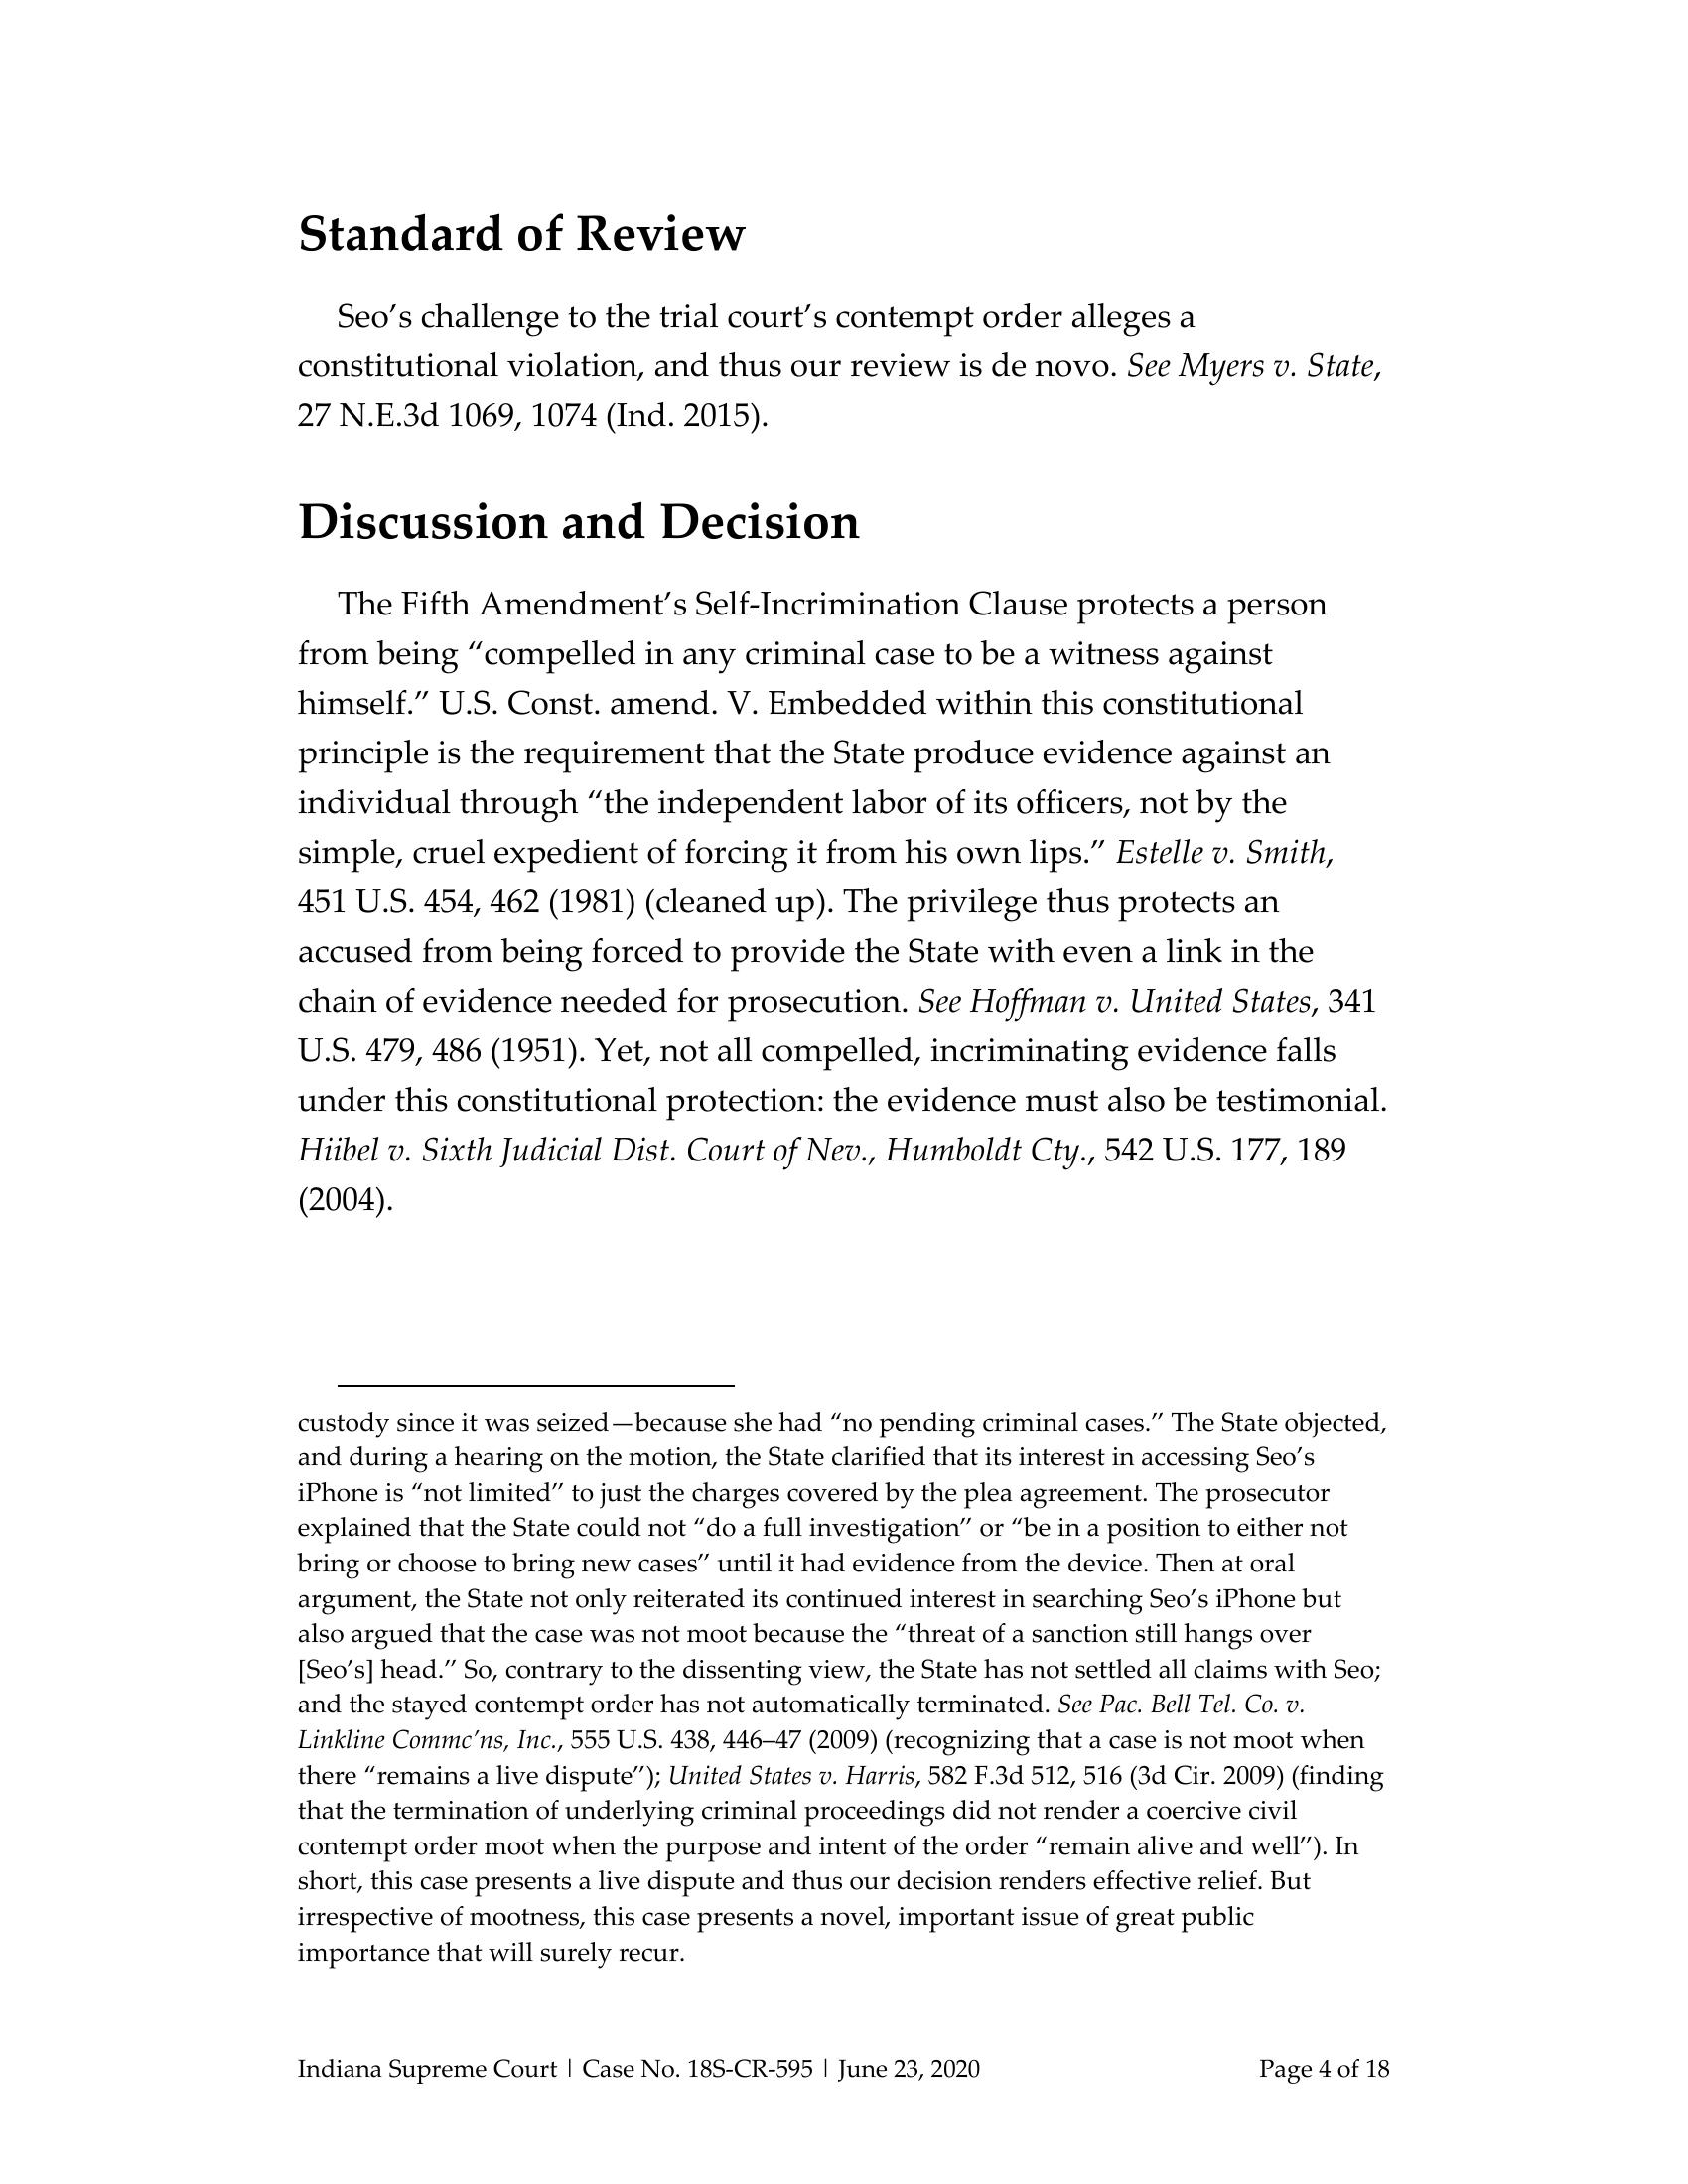 Standard of Review
Seo’s challenge to the trial court’s contempt order alleges a
constitutional violation, and thus our review is de novo. See Myers v. State,
27 N.E.3d 1069, 1074 (Ind. 2015).
Discussion and Decision
The Fifth Amendment’s Self-Incrimination Clause protects a person
from being “compelled in any criminal case to be a witness against
himself.” U.S. Const. amend. V. Embedded within this constitutional
principle is the requirement that the State produce evidence against an
individual through “the independent labor of its officers, not by the
simple, cruel expedient of forcing it from his own lips.” Estelle v. Smith,
451 U.S. 454, 462 (1981) (cleaned up). The privilege thus protects an
accused from being forced to provide the State with even a link in the
chain of evidence needed for prosecution. See Hoffman v. United States, 341
U.S. 479, 486 (1951). Yet, not all compelled, incriminating evidence falls
under this constitutional protection: the evidence must also be testimonial.
Hiibel v. Sixth Judicial Dist. Court of Nev., Humboldt Cty., 542 U.S. 177, 189
(2004).
custody since it was seized—because she had “no pending criminal cases.” The State objected,
and during a hearing on the motion, the State clarified that its interest in accessing Seo’s
iPhone is “not limited” to just the charges covered by the plea agreement. The prosecutor
explained that the State could not “do a full investigation” or “be in a position to either not
bring or choose to bring new cases” until it had evidence from the device. Then at oral
argument, the State not only reiterated its continued interest in searching Seo’s iPhone but
also argued that the case was not moot because the “threat of a sanction still hangs over
[Seo’s] head.” So, contrary to the dissenting view, the State has not settled all claims with Seo;
and the stayed contempt order has not automatically terminated. See Pac. Bell Tel. Co. v.
Linkline Commc’ns, Inc., 555 U.S. 438, 446–47 (2009) (recognizing that a case is not moot when
there “remains a live dispute”); United States v. Harris, 582 F.3d 512, 516 (3d Cir. 2009) (finding
that the termination of underlying criminal proceedings did not render a coercive civil
contempt order moot when the purpose and intent of the order “remain alive and well”). In
short, this case presents a live dispute and thus our decision renders effective relief. But
irrespective of mootness, this case presents a novel, important issue of great public
importance that will surely recur.
Indiana Supreme Court | Case No. 18S-CR-595 | June 23, 2020 Page 4 of 18